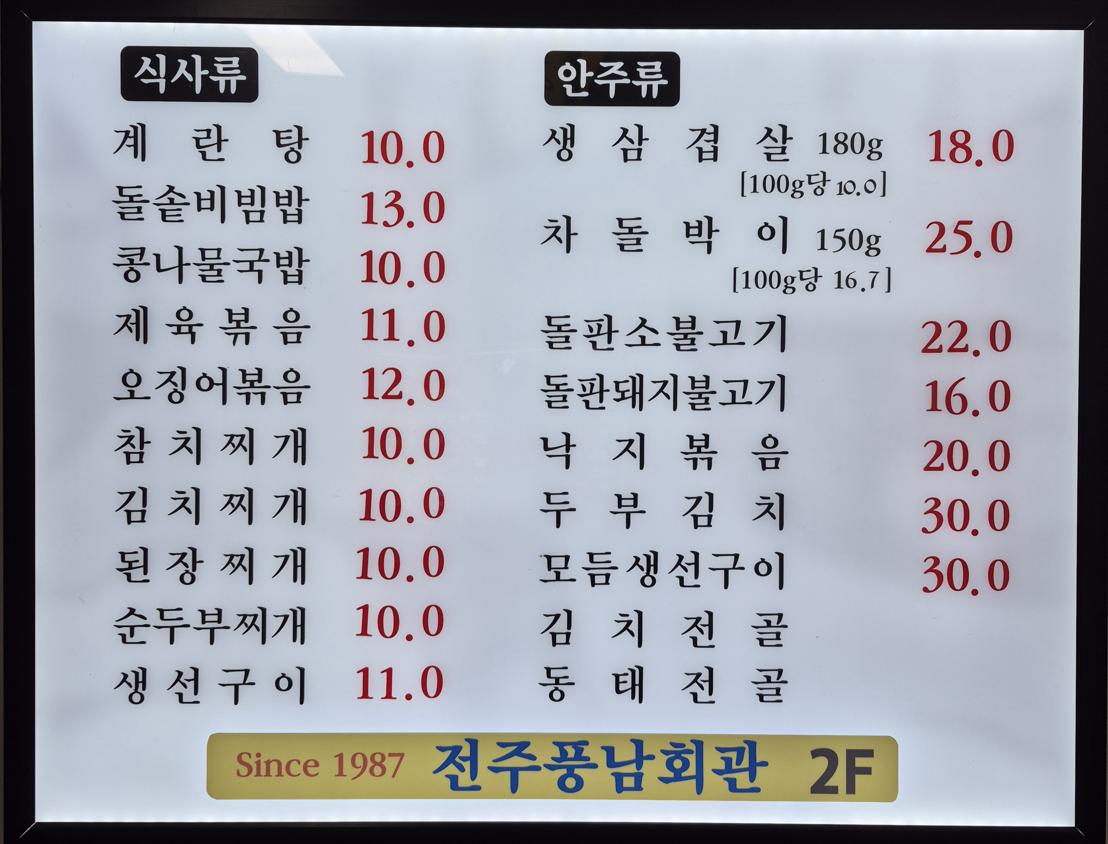 식사류
계란탕 10.0
돌솥비빔밥 13.0
콩나물국밥 10.0
제육볶음 11.0
오징어볶음 12.0
참치찌개 10.0
김치찌개 10.0
된장찌개 10.0
순두부찌개 10.0
생선구이 11.0
안주류
생삼겹살 180g 18.0
[100g당 10.0]
차돌박이 150g 25.0
[100g당 16.7]
돌판소불고기 22.0
돌판돼지불고기 16.0
낙지볶음 20.0
두부김치 30.0
모듬생선구이 30.0
김치전골
동태전골
Since 1987 전주풍남회관 2F